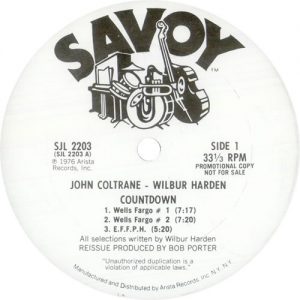 SAVOY
TM
SJL 2203
(SJL 2203 A)
℗ 1976 Arista
Records, Inc.
SIDE 1
33⅓ RPM
PROMOTIONAL COPY
NOT FOR SALE
JOHN COLTRANE - WILBUR HARDEN
COUNTDOWN
1. Wells Fargo # 1 (7:17)
2. Wells Fargo # 2 (7:20)
3. E.F.F.P.H. (5:20)
All selections written by Wilbur Harden
REISSUE PRODUCED BY BOB PORTER
"Unauthorized duplication is a
violation of applicable laws."
Manufactured and Distributed by Arista Records Inc N.Y. N.Y.